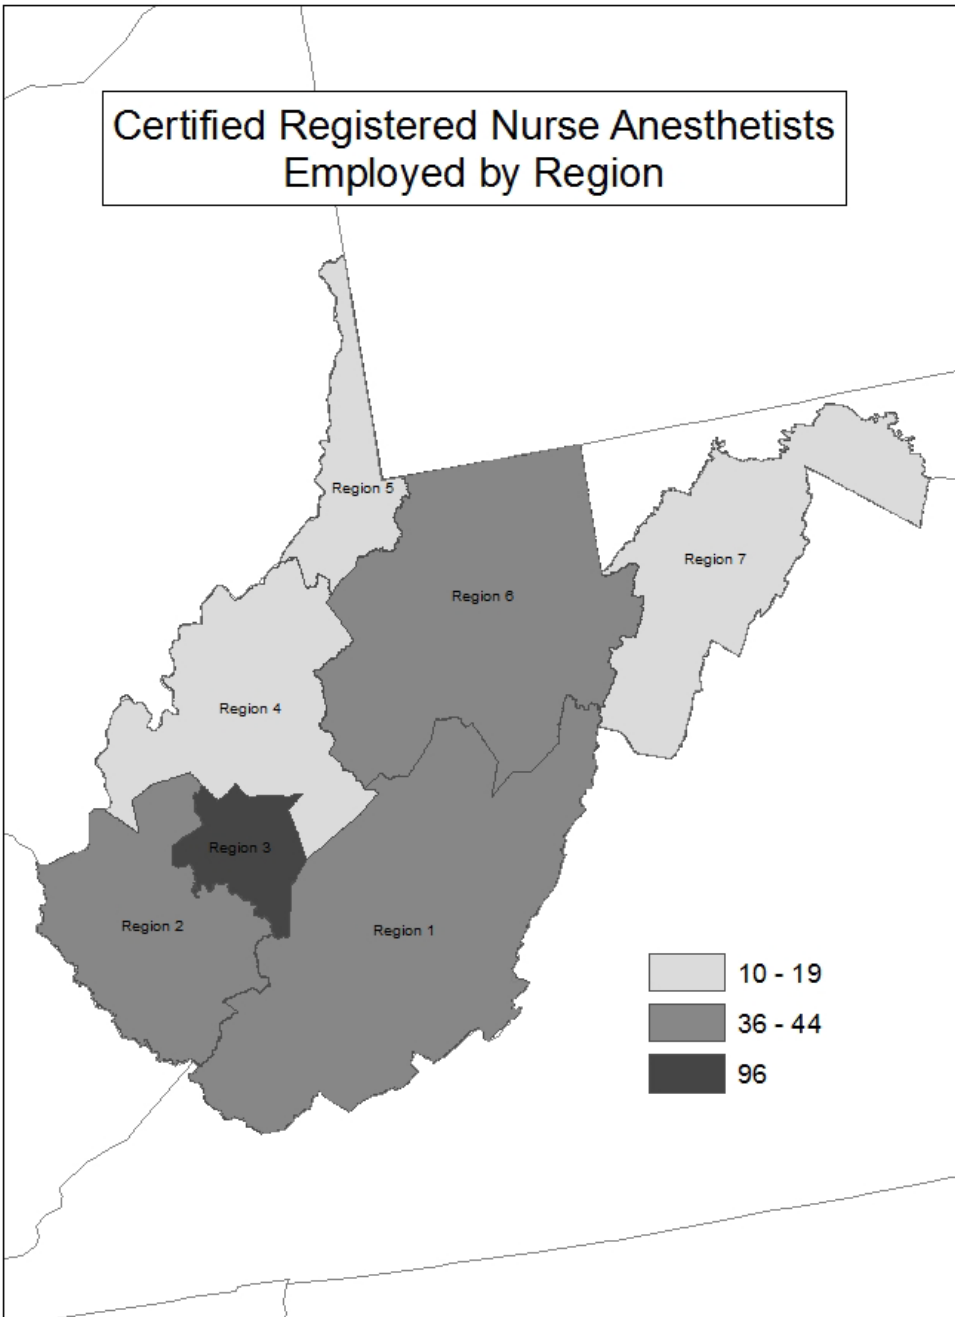 Certified Registered Nurse Anesthetists
Employed by Region
Region 5
Region 7
Region 6
Region 4
Region 3
Region 2
Region 1
10 - 19
36 - 44
96